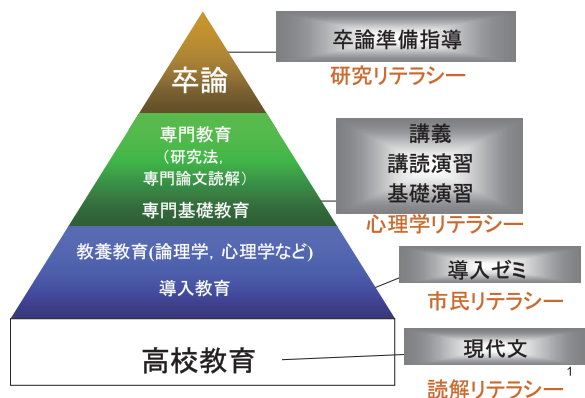 卒論準備指導
研究リテラシー
卒論
専門教育
（研究法,
専門論文読解）
専門基礎教育
講義
講読演習
基礎演習
心理学リテラシー
教養教育(論理学, 心理学など)
導入教育
導入ゼミ
市民リテラシー
高校教育
現代文
1
読解リテラシー